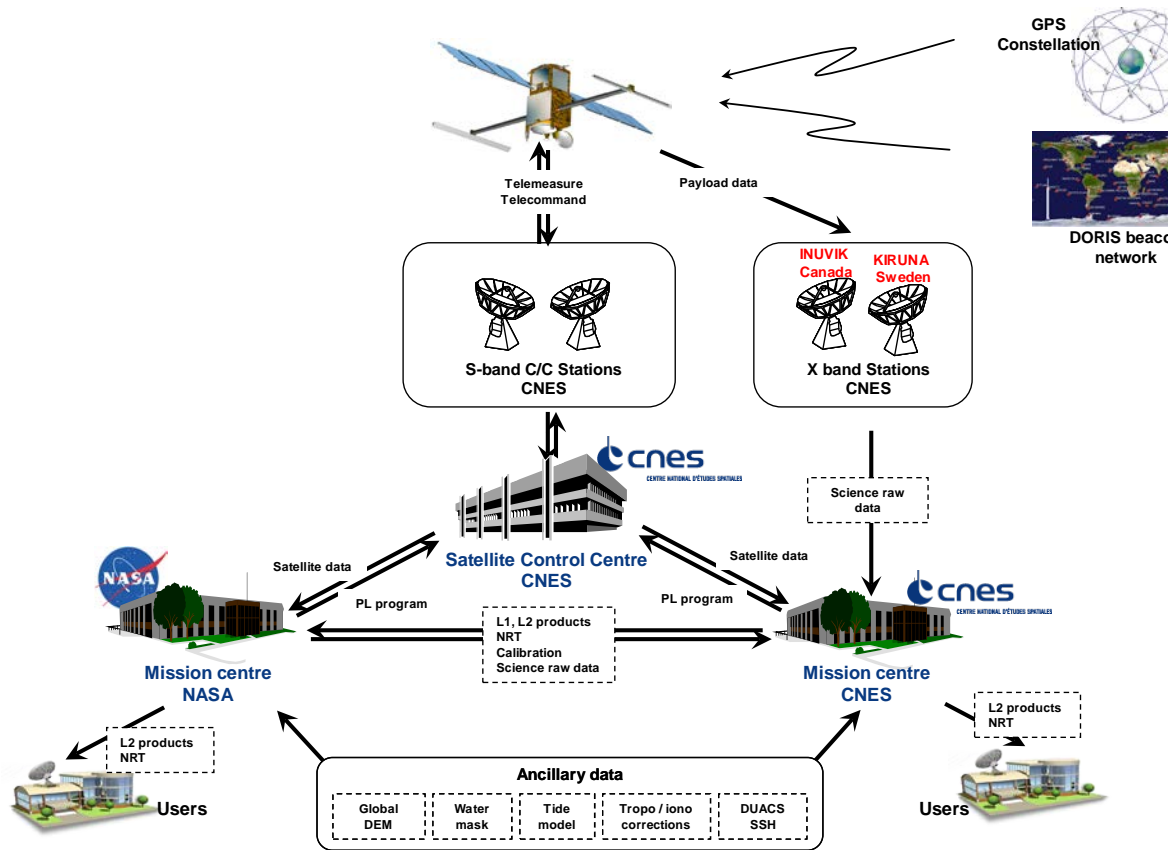 GPS
Constellation
DORIS beaco
network
Telemeasure
Telecommand
Payload data
INUVIK
Canada
KIRUNA
Sweden
S-band C/C Stations
CNES
X band Stations
CNES
cnes
CENTRE NATIONAL D'ÉTUDES SPATIALES
Science raw
data
Satellite Control Centre
CNES
Satellite data
PL program
Satellite data
PL program
NASA
cnes
CENTRE NATIONAL D'ÉTUDES SPATIALES
L1, L2 products
NRT
Calibration
Science raw data
Mission centre
NASA
Mission centre
CNES
L2 products
NRT
L2 products
NRT
Users
Users
Ancillary data
Global
DEM
Water
mask
Tide
model
Tropo / iono
corrections
DUACS
SSH